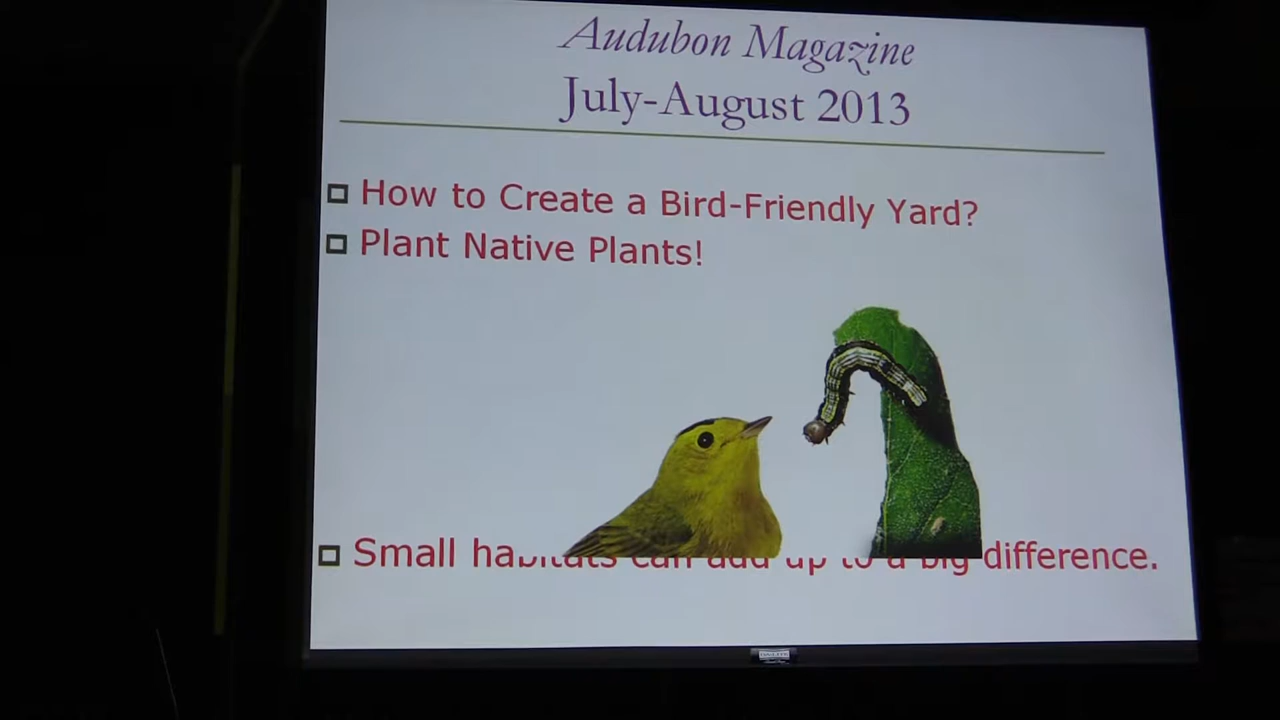 Audubon Magazine
July-August 2013
How to Create a Bird-Friendly Yard?
Plant Native Plants!
Small habitats can add up to a big difference.